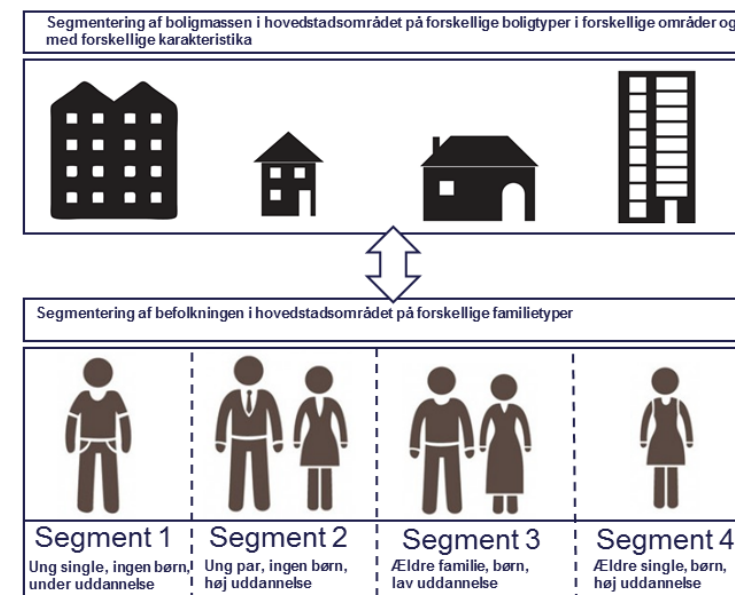 Segmentering af boligmassen i hovedstadsområdet på forskellige boligtyper i forskellige områder og
med forskellige karakteristika
Segmentering af befolkningen i hovedstadsområdet på forskellige familietyper
Segment 1
Ung single, ingen børn,
under uddannelse
Segment 2
Ung par, ingen børn,
høj uddannelse
Segment 3
Ældre familie, børn,
lav uddannelse
Segment 4
Ældre single, børn,
høj uddannelse